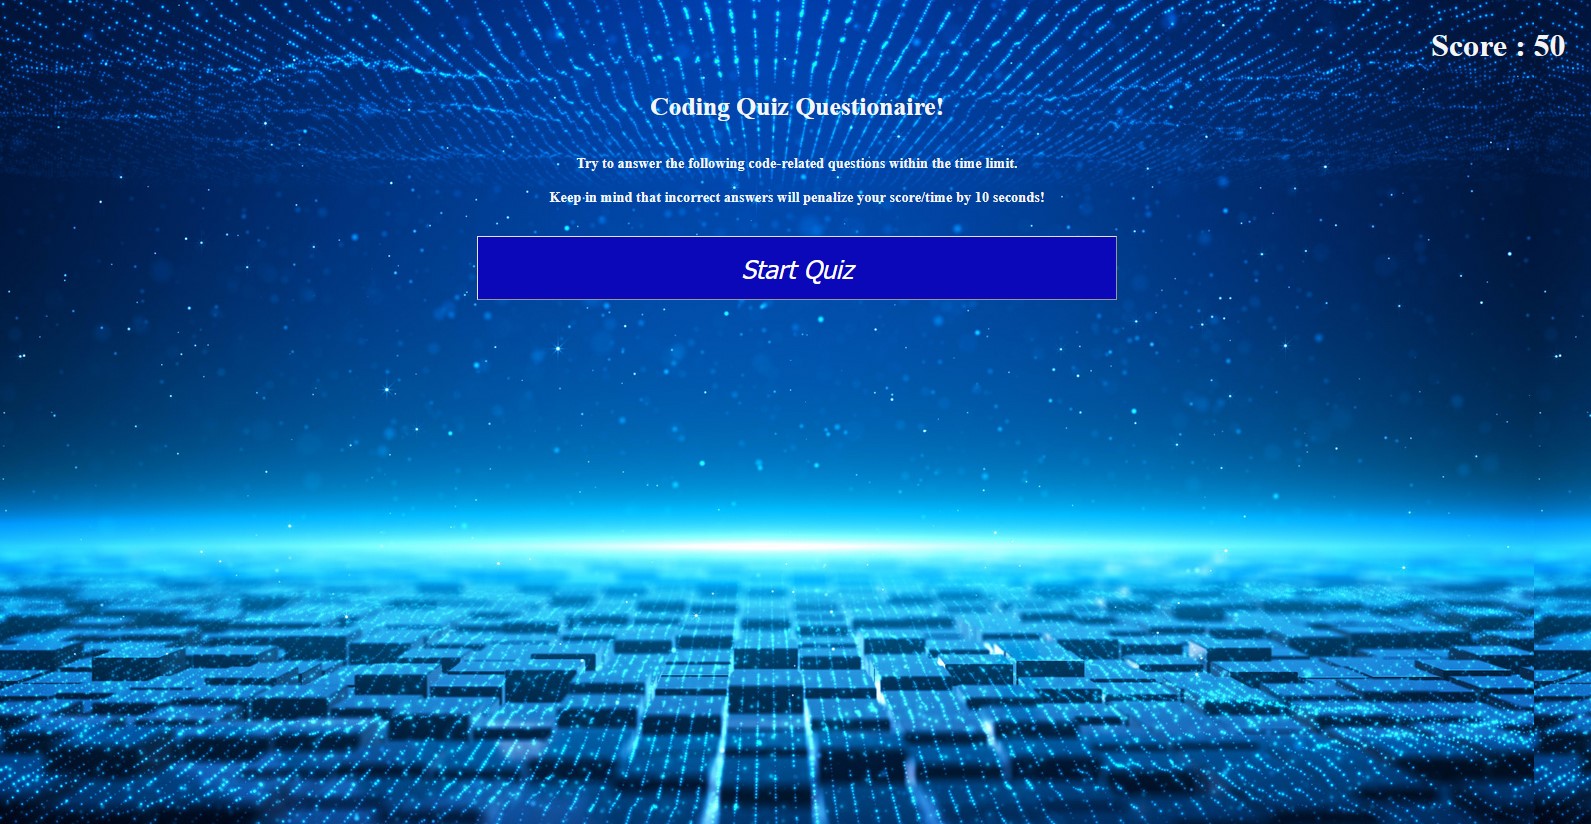 Score : 50
Coding Quiz Questionaire!
Try to answer the following code-related questions within the time limit.
Keep in mind that incorrect answers will penalize your score/time by 10 seconds!
Start Quiz